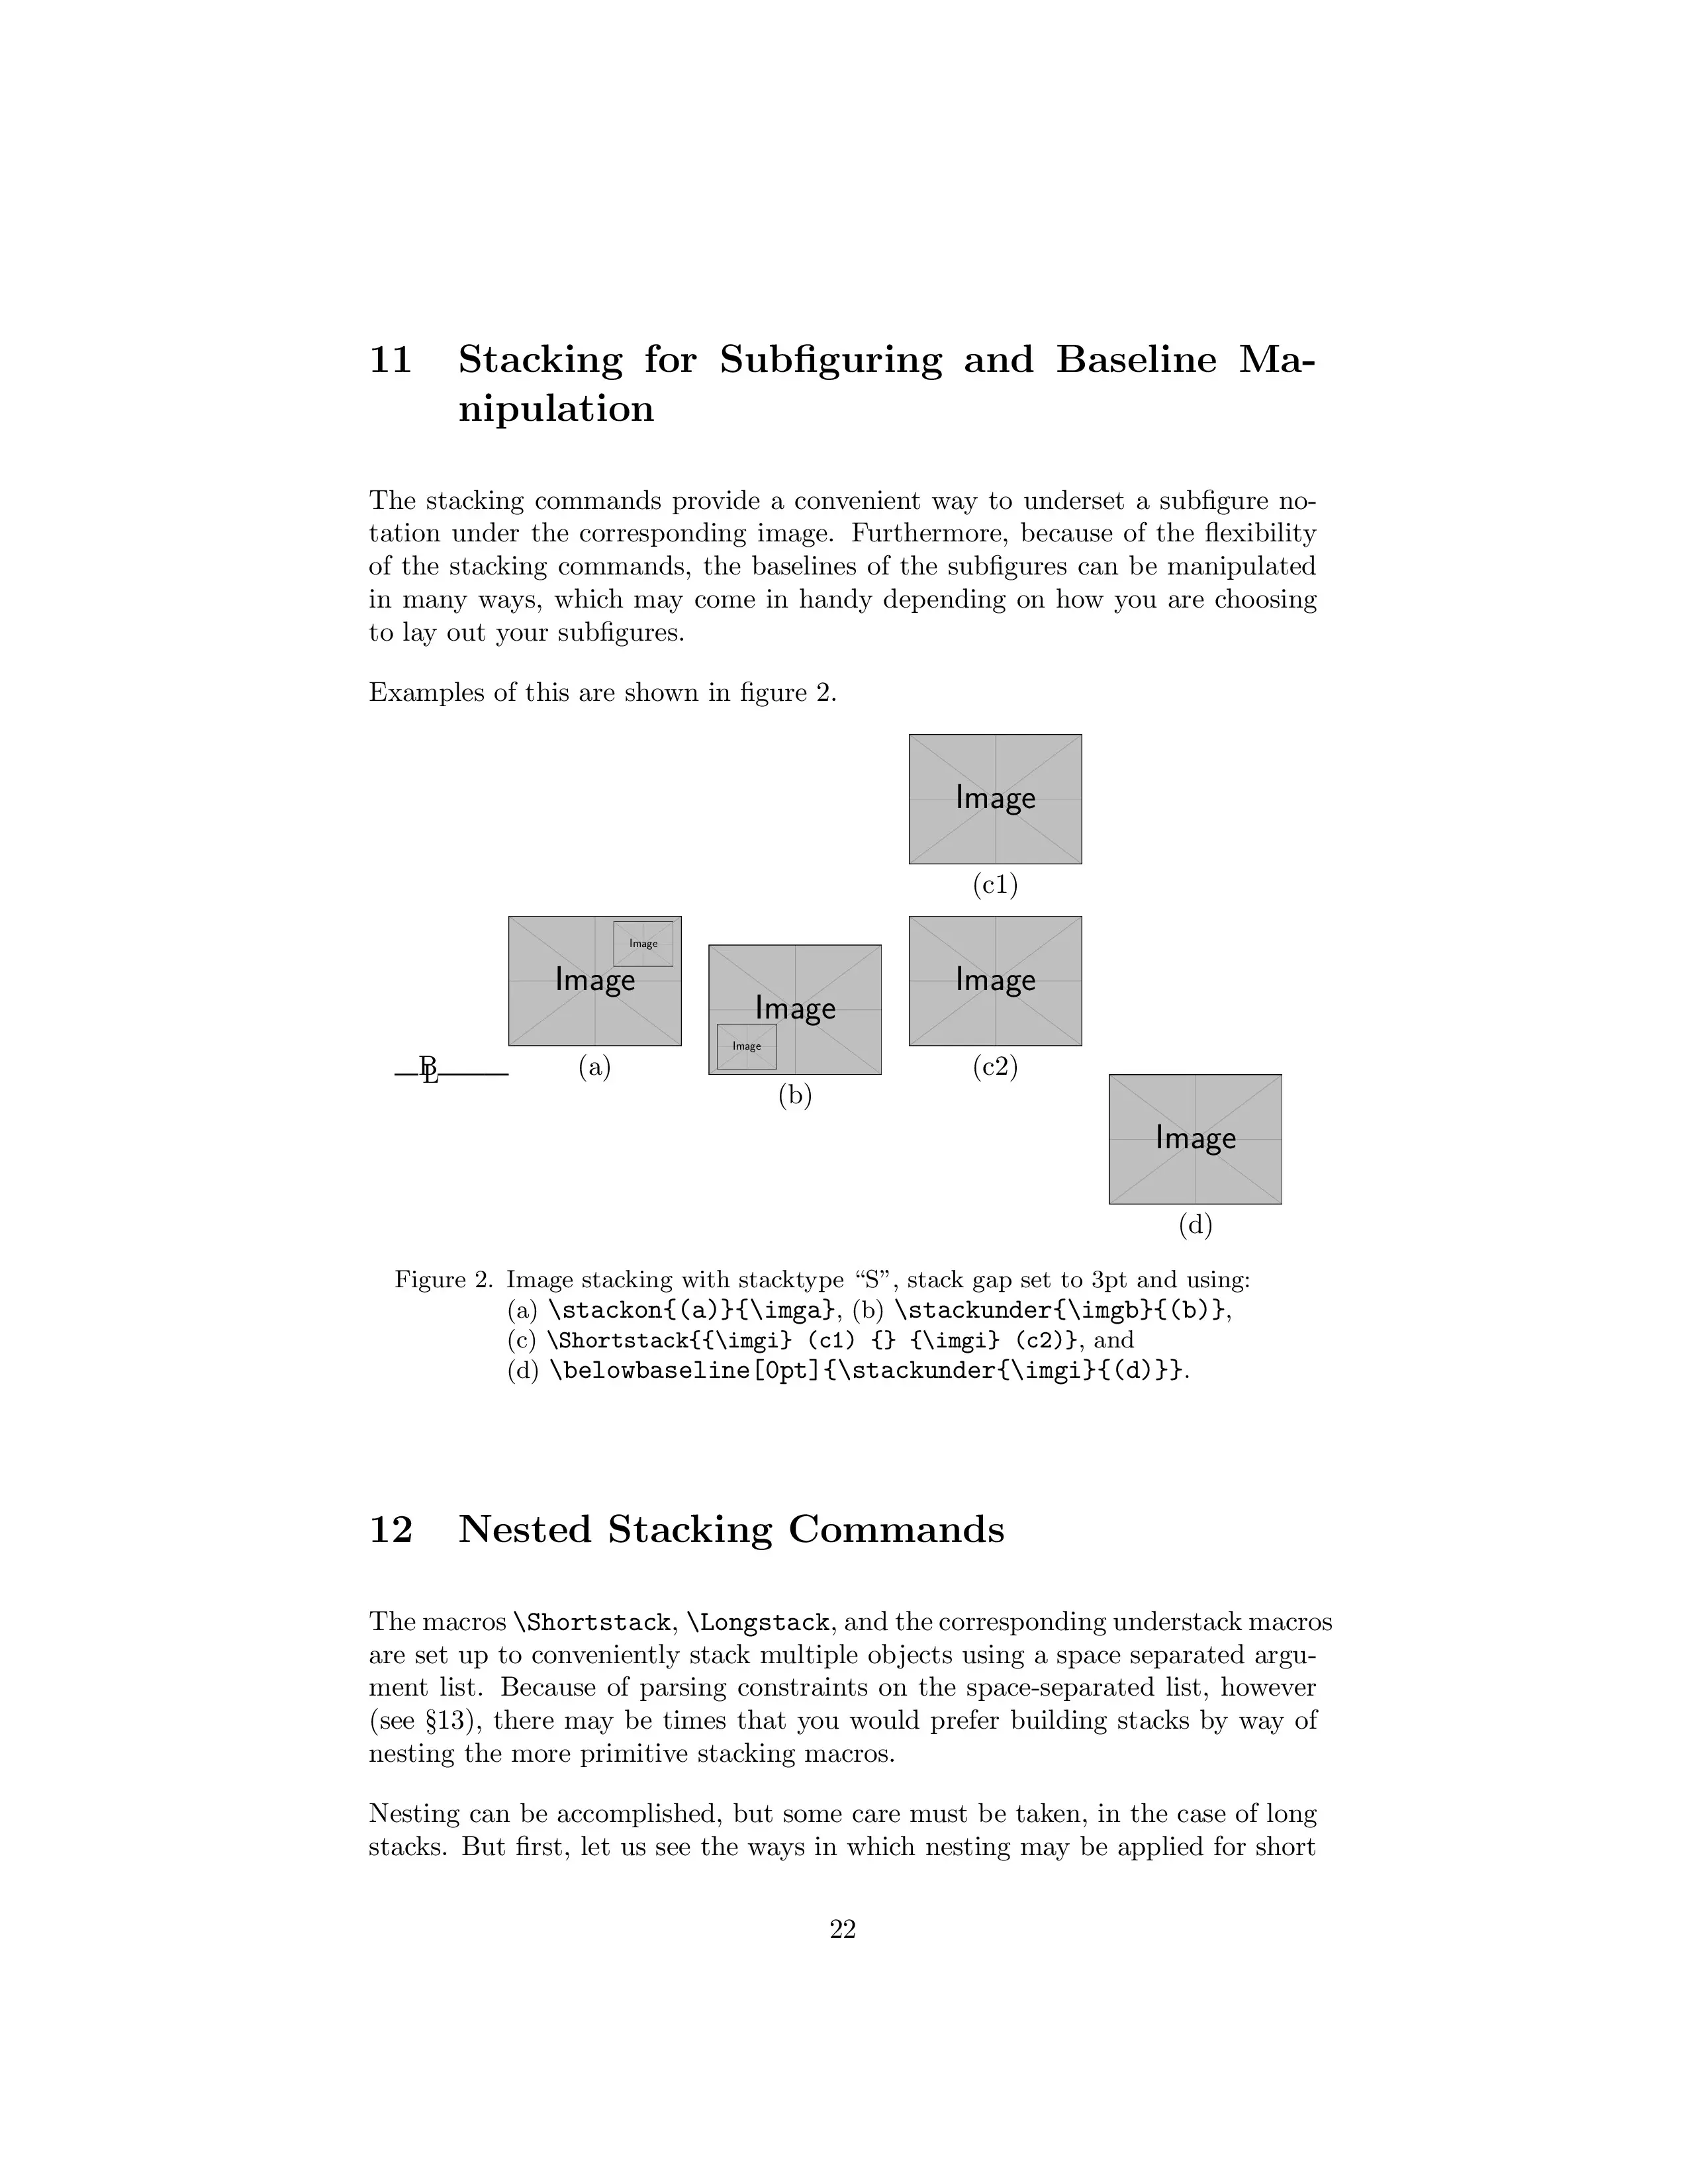 11 Stacking for Subfiguring and Baseline Ma-
nipulation
The stacking commands provide a convenient way to underset a subfigure no-
tation under the corresponding image. Furthermore, because of the flexibility
of the stacking commands, the baselines of the subfigures can be manipulated
in many ways, which may come in handy depending on how you are choosing
to lay out your subfigures.
Examples of this are shown in figure 2.
Image
(c1)
Image
Image
Image
Image
Image
B
L
(a)
(b)
(c2)
Image
(d)
Figure 2. Image stacking with stacktype “S”, stack gap set to 3pt and using:
(a) \stackon{(a)}{\imga}, (b) \stackunder{\imgb}{(b)},
(c) \Shortstack{{\imgi} (c1) {} {\imgi} (c2)}, and
(d) \belowbaseline[0pt]{\stackunder{\imgi}{(d)}}.
12 Nested Stacking Commands
The macros \Shortstack, \Longstack, and the corresponding understack macros
are set up to conveniently stack multiple objects using a space separated argu-
ment list. Because of parsing constraints on the space-separated list, however
(see §13), there may be times that you would prefer building stacks by way of
nesting the more primitive stacking macros.
Nesting can be accomplished, but some care must be taken, in the case of long
stacks. But first, let us see the ways in which nesting may be applied for short
22